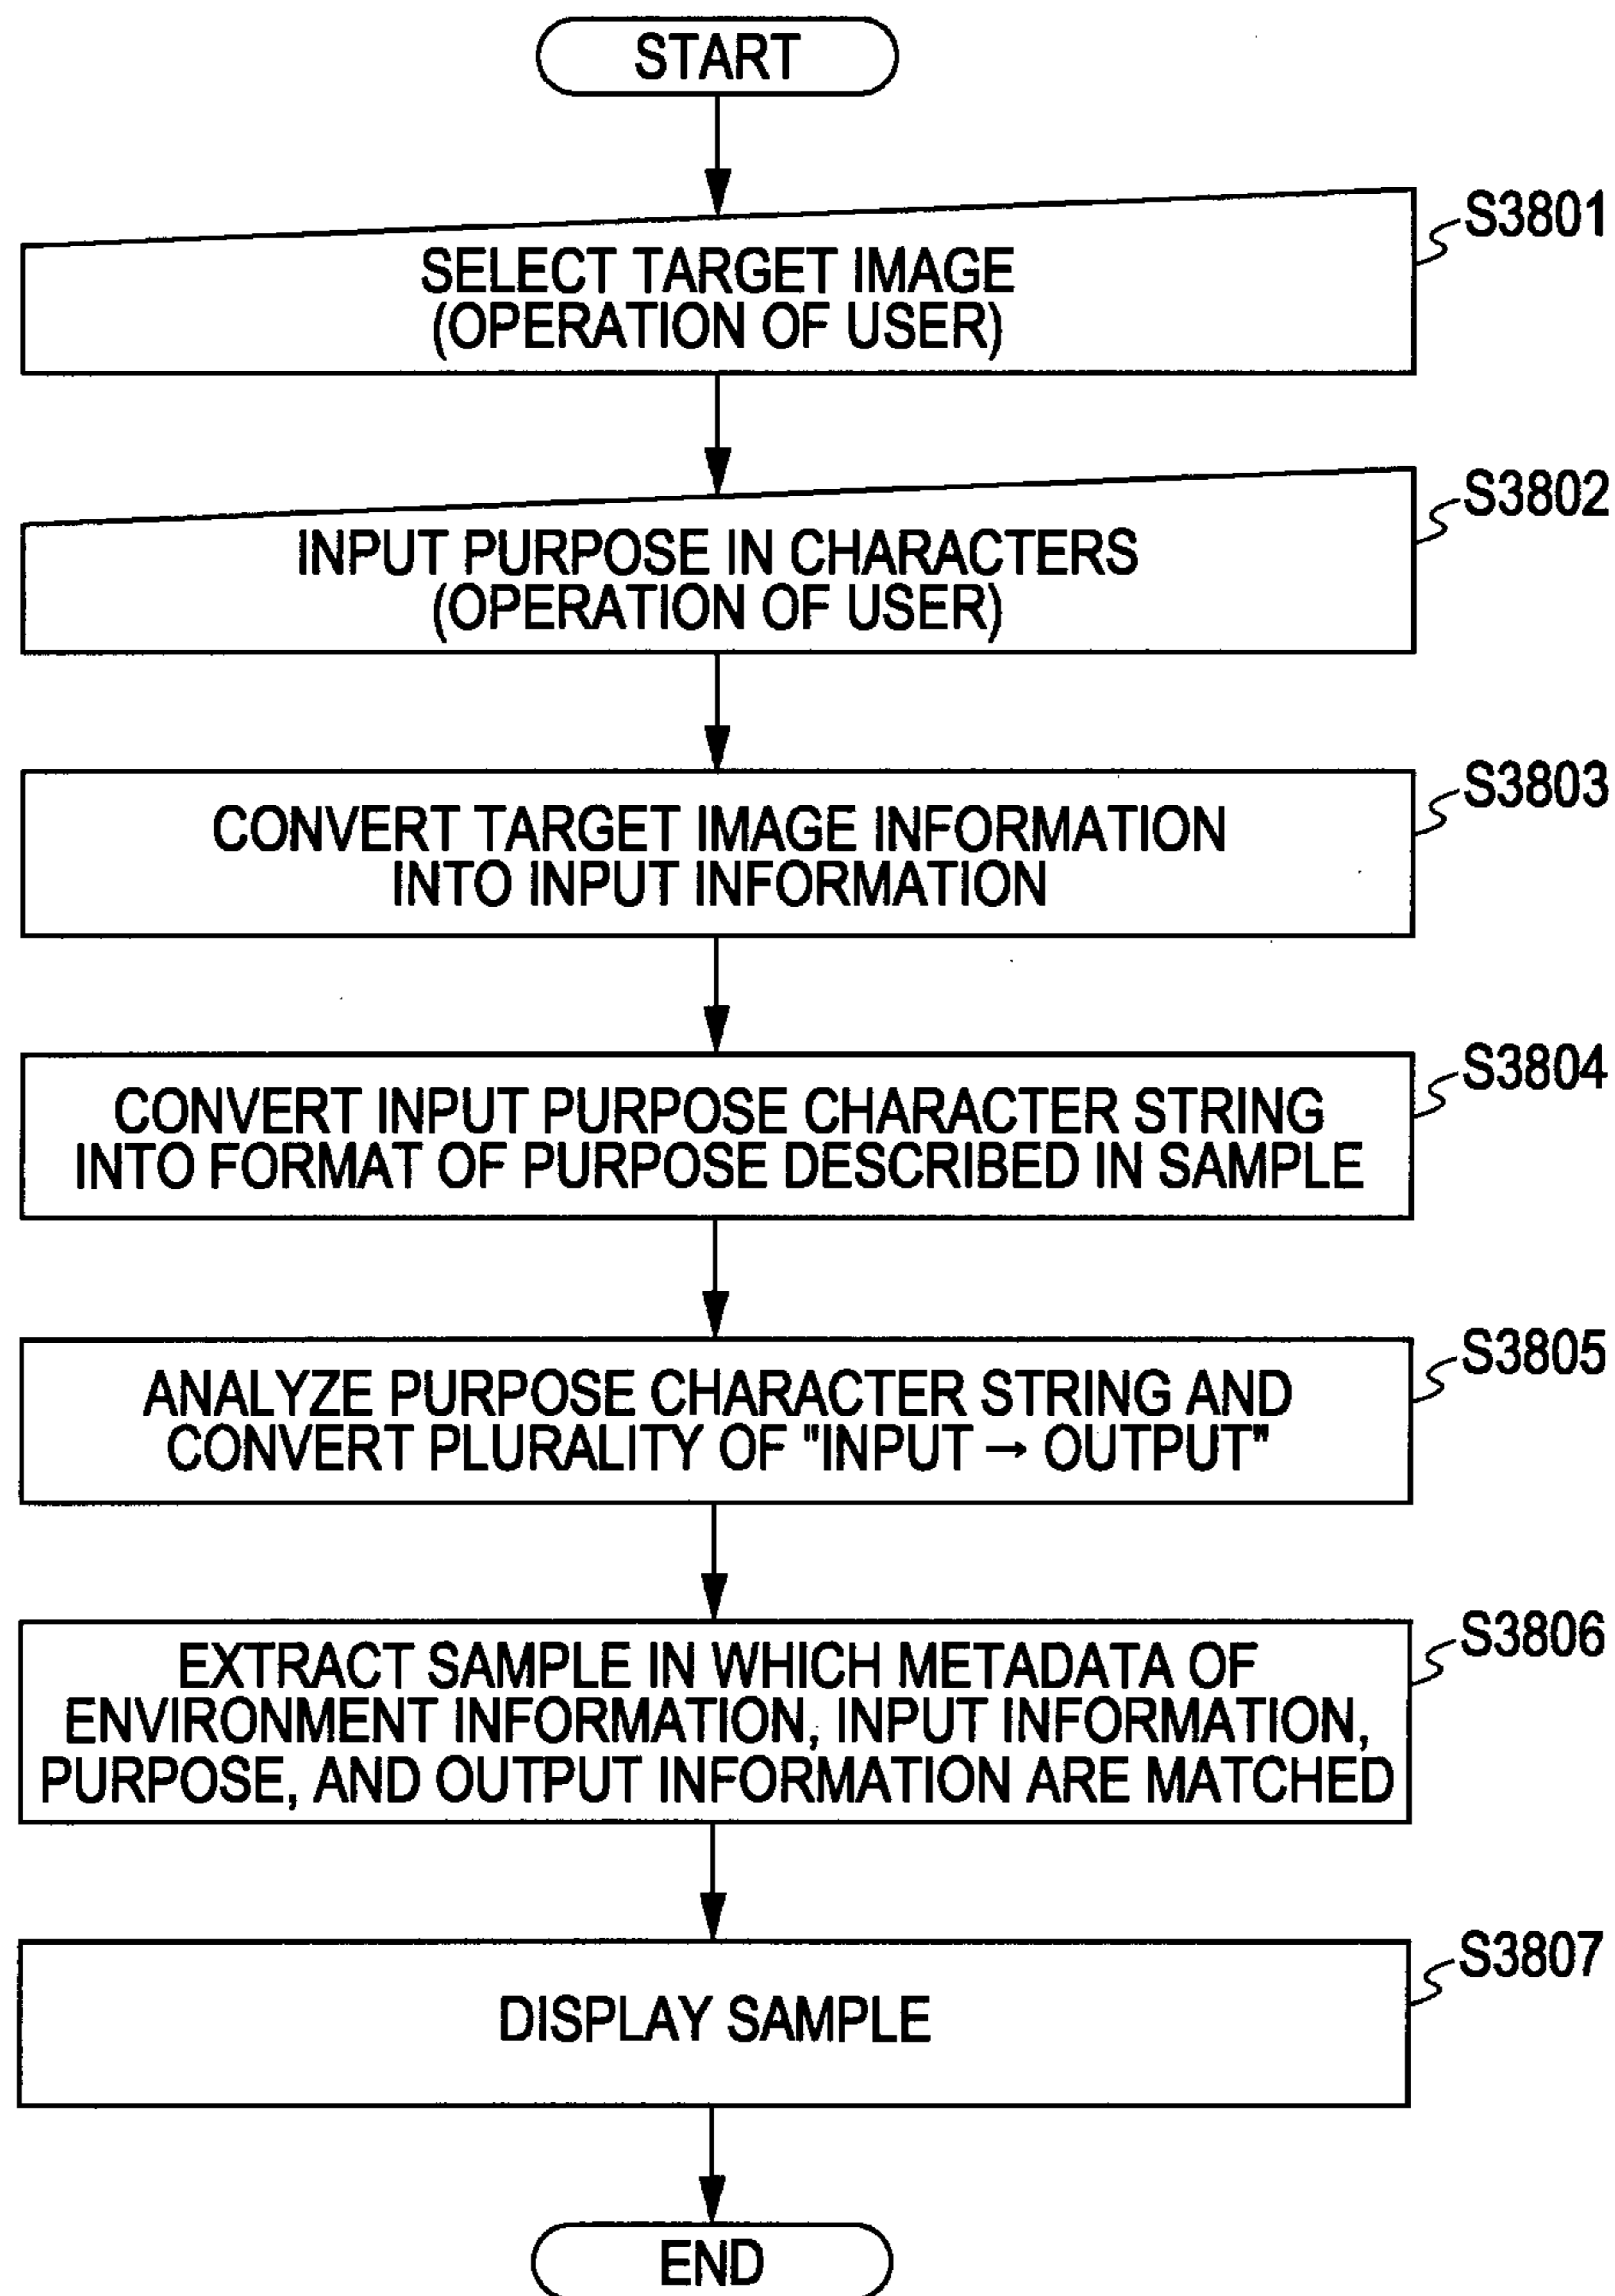 START
S3801
SELECT TARGET IMAGE
(OPERATION OF USER)
S3802
INPUT PURPOSE IN CHARACTERS
(OPERATION OF USER)
S3803
CONVERT TARGET IMAGE INFORMATION
INTO INPUT INFORMATION
S3804
CONVERT INPUT PURPOSE CHARACTER STRING
INTO FORMAT OF PURPOSE DESCRIBED IN SAMPLE
S3805
ANALYZE PURPOSE CHARACTER STRING AND
CONVERT PLURALITY OF "INPUT → OUTPUT"
S3806
EXTRACT SAMPLE IN WHICH METADATA OF
ENVIRONMENT INFORMATION, INPUT INFORMATION,
PURPOSE, AND OUTPUT INFORMATION ARE MATCHED
S3807
DISPLAY SAMPLE
END